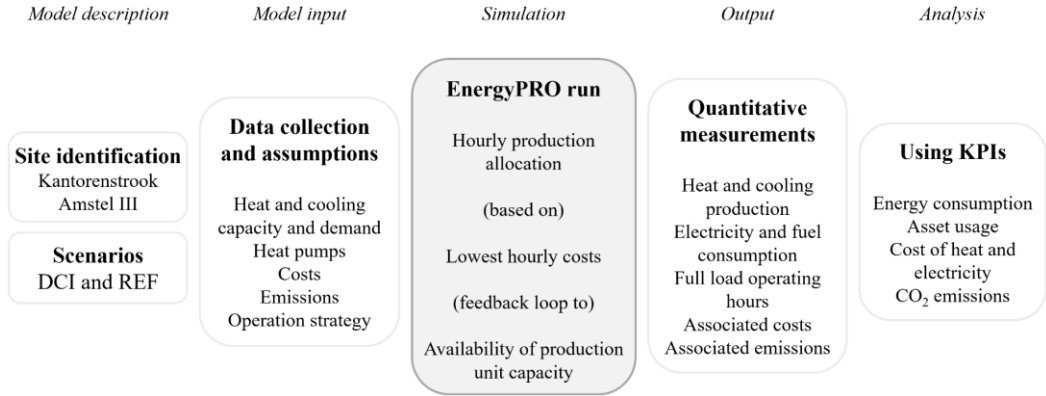 Model description
Model input
Simulation
Output
Analysis
Site identification
Kantorenstrook
Amstel III
Scenarios
DCI and REF
Data collection
and assumptions
Heat and cooling
capacity and demand
Heat pumps
Costs
Emissions
Operation strategy
EnergyPRO run
Hourly production
allocation
(based on)
Lowest hourly costs
(feedback loop to)
Availability of production
unit capacity
Quantitative
measurements
Heat and cooling
production
Electricity and fuel
consumption
Full load operating
hours
Associated costs
Associated emissions
Using KPIs
Energy consumption
Asset usage
Cost of heat and
electricity
CO₂ emissions